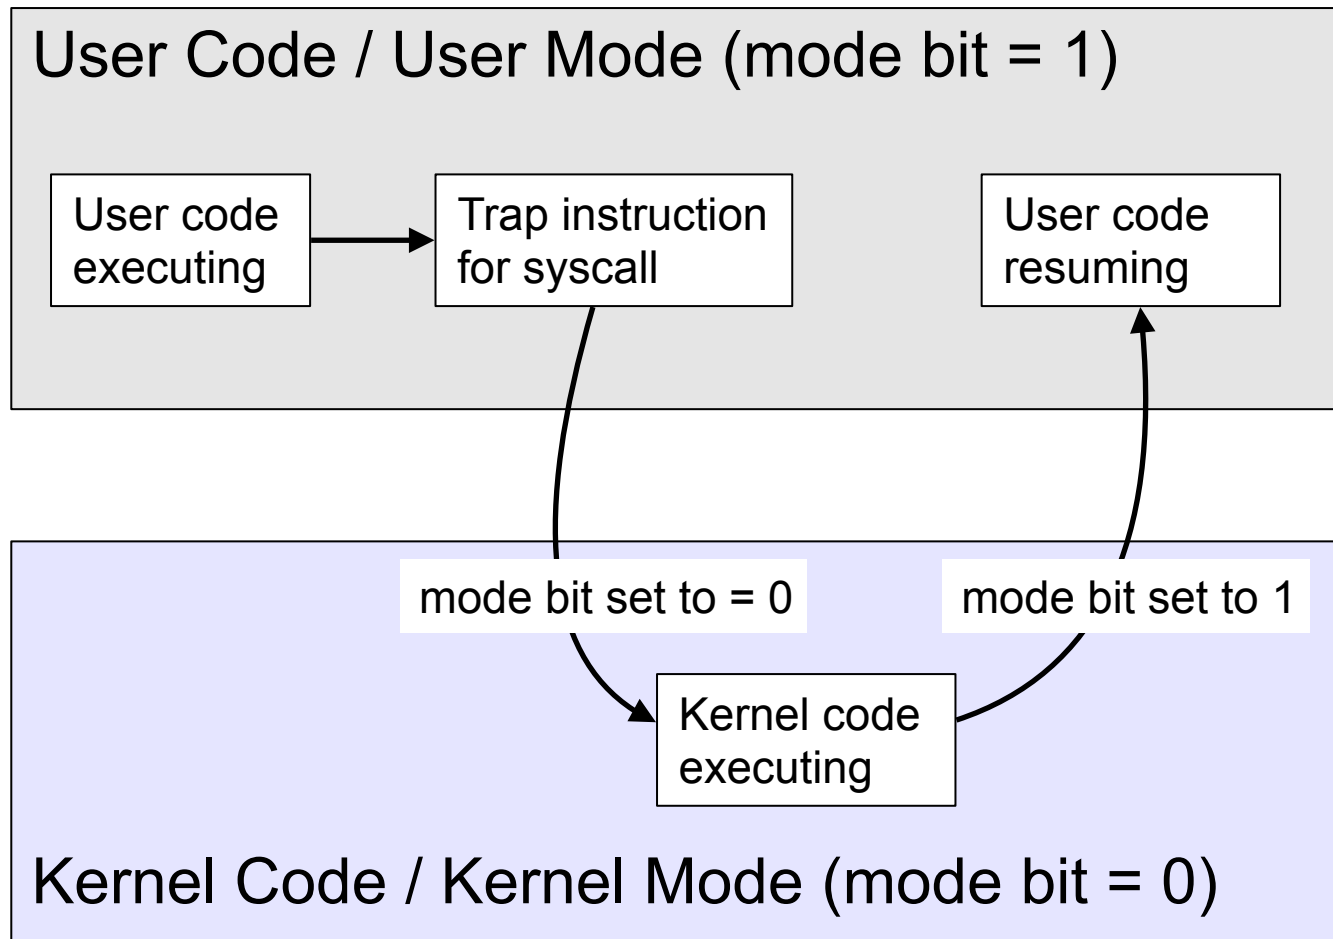 User Code / User Mode (mode bit = 1)
User code
executing
Trap instruction
for syscall
User code
resuming
mode bit set to = 0
mode bit set to 1
Kernel code
executing
Kernel Code / Kernel Mode (mode bit = 0)